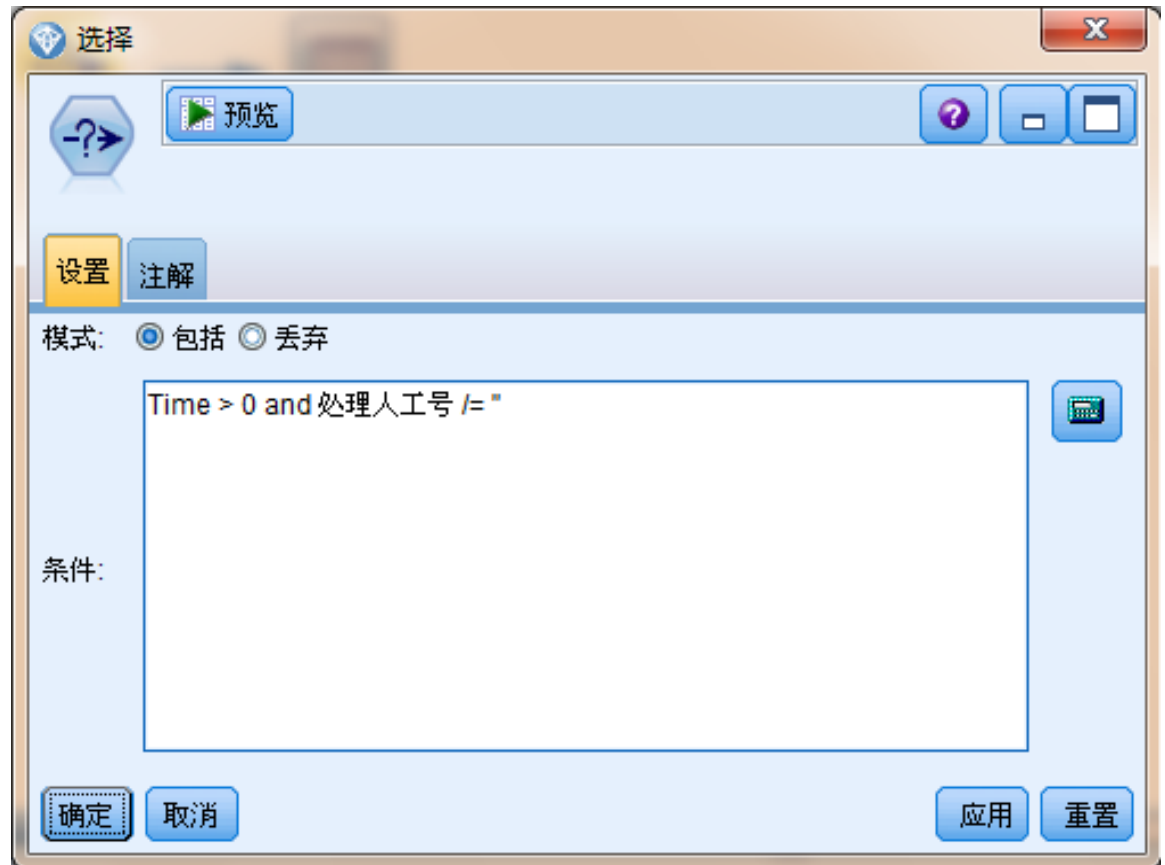 选择
预览
设置
注解
模式: 包括 丢弃
Time > 0 and 处理人工号 /= ''
条件:
确定 取消 应用 重置